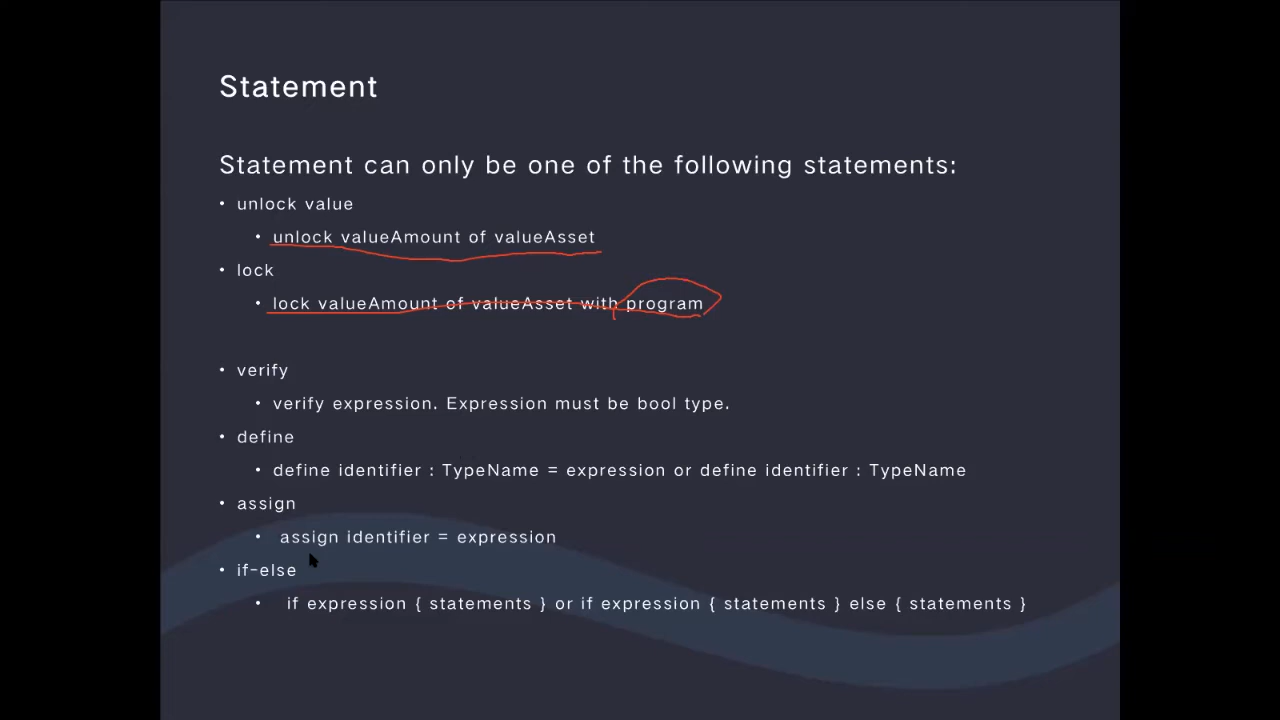 Statement
Statement can only be one of the following statements:
• unlock value
• unlock valueAmount of valueAsset
• lock
• lock valueAmount of valueAsset with program
• verify
• verify expression. Expression must be bool type.
• define
• define identifier : TypeName = expression or define identifier : TypeName
• assign
• assign identifier = expression
• if-else
• if expression { statements } or if expression { statements } else { statements }